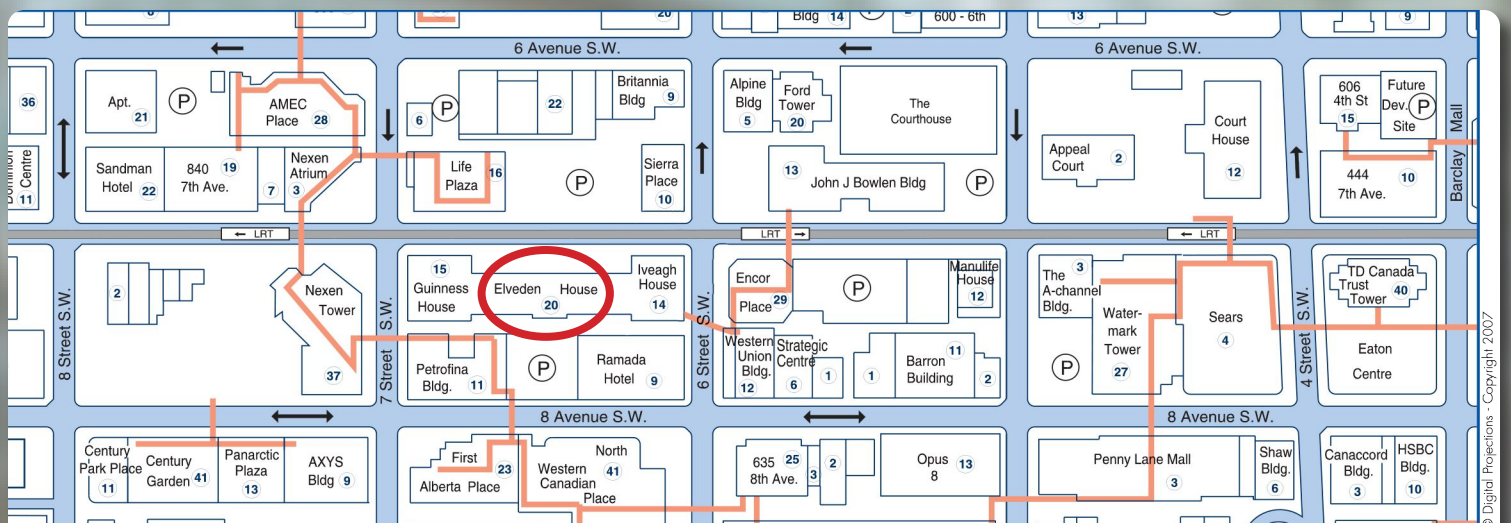 Bldg 14
600 - 6th
20
13
9
6 Avenue S.W.
6 Avenue S.W.
36
Apt.
21
P
AMEC
Place 28
6
P
22
Britannia
Bldg 9
Alpine
Bldg
5
Ford
Tower
20
The
Courthouse
Court
House
12
606
4th St
15
Future
Dev.
Site
P
Barclay Mall
Centre
11
Sandman
Hotel 22
840 19
7th Ave.
7
Nexen
Atrium
3
Life
Plaza
16
P
Sierra
Place
10
13
John J Bowlen Bldg
P
Appeal
Court
2
444
7th Ave.
10
← LRT
LRT →
← LRT
8 Street S.W.
2
Nexen
Tower
37
7 Street S.W.
15
Guinness
House
Elveden House
20
Iveagh
House
14
6 Street S.W.
Encor
Place 29
P
Manulife
House
12
The
A-channel
Bldg.
3
Water-
mark
Tower
27
Sears
4
4 Street S.W.
TD Canada
Trust
Tower 40
Eaton
Centre
Petrofina
Bldg. 11
P
Ramada
Hotel 9
Western
Union
Bldg.
12
Strategic
Centre
6
1
1
Barron
Building
11
2
P
8 Avenue S.W.
8 Avenue S.W.
Century
Park Place
11
Century
Garden 41
Panarctic
Plaza
13
AXYS
Bldg 9
First
Alberta Place
23
North
Western 41
Canadian
Place
635 25
8th Ave.
3
2
Opus 13
8
Penny Lane Mall
3
Shaw
Bldg.
6
Canaccord
Bldg.
3
HSBC
Bldg.
10
Digital Projections - Copyright 2007